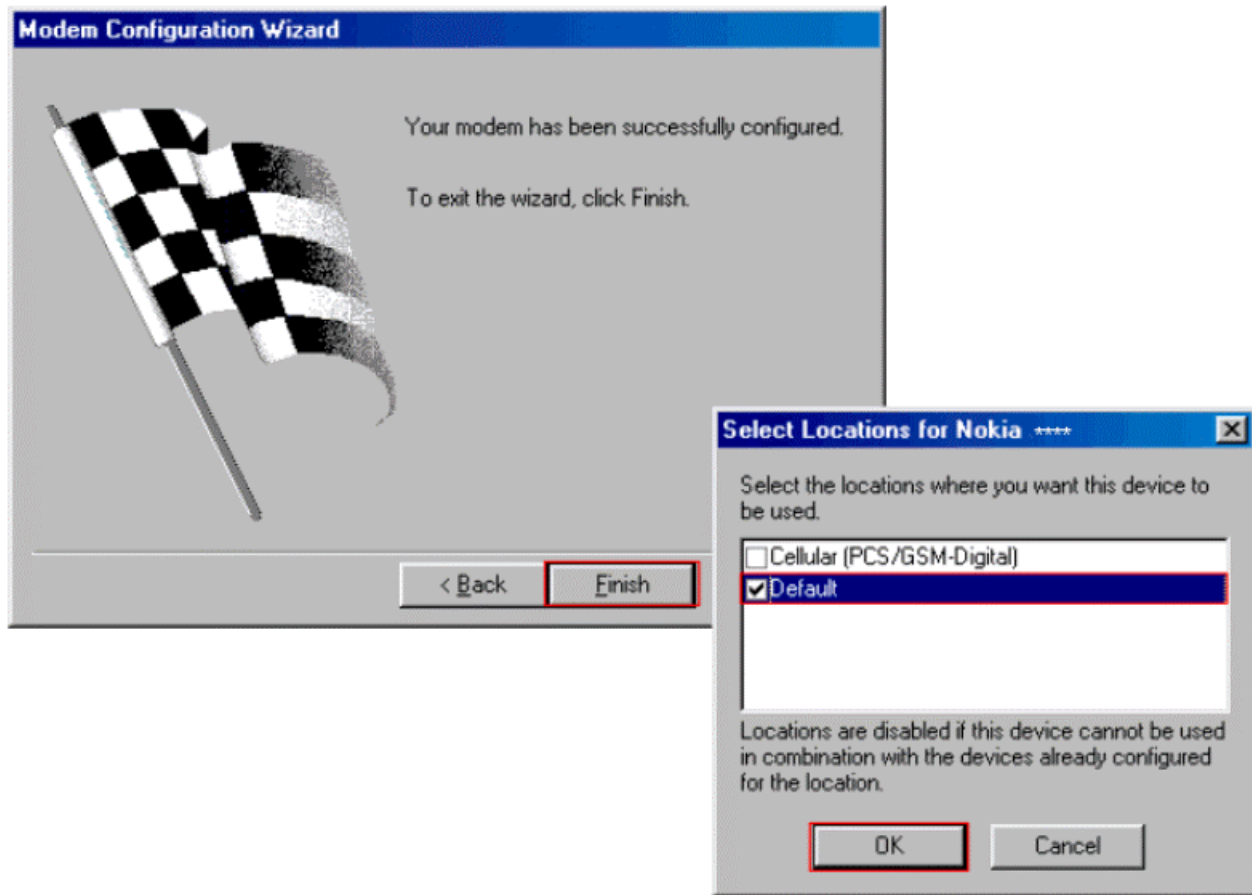 Modem Configuration Wizard
Your modem has been successfully configured.
To exit the wizard, click Finish.
< Back
Finish
Select Locations for Nokia ****
Select the locations where you want this device to
be used.
Cellular (PCS/GSM-Digital)
Default
Locations are disabled if this device cannot be used
in combination with the devices already configured
for the location.
OK
Cancel